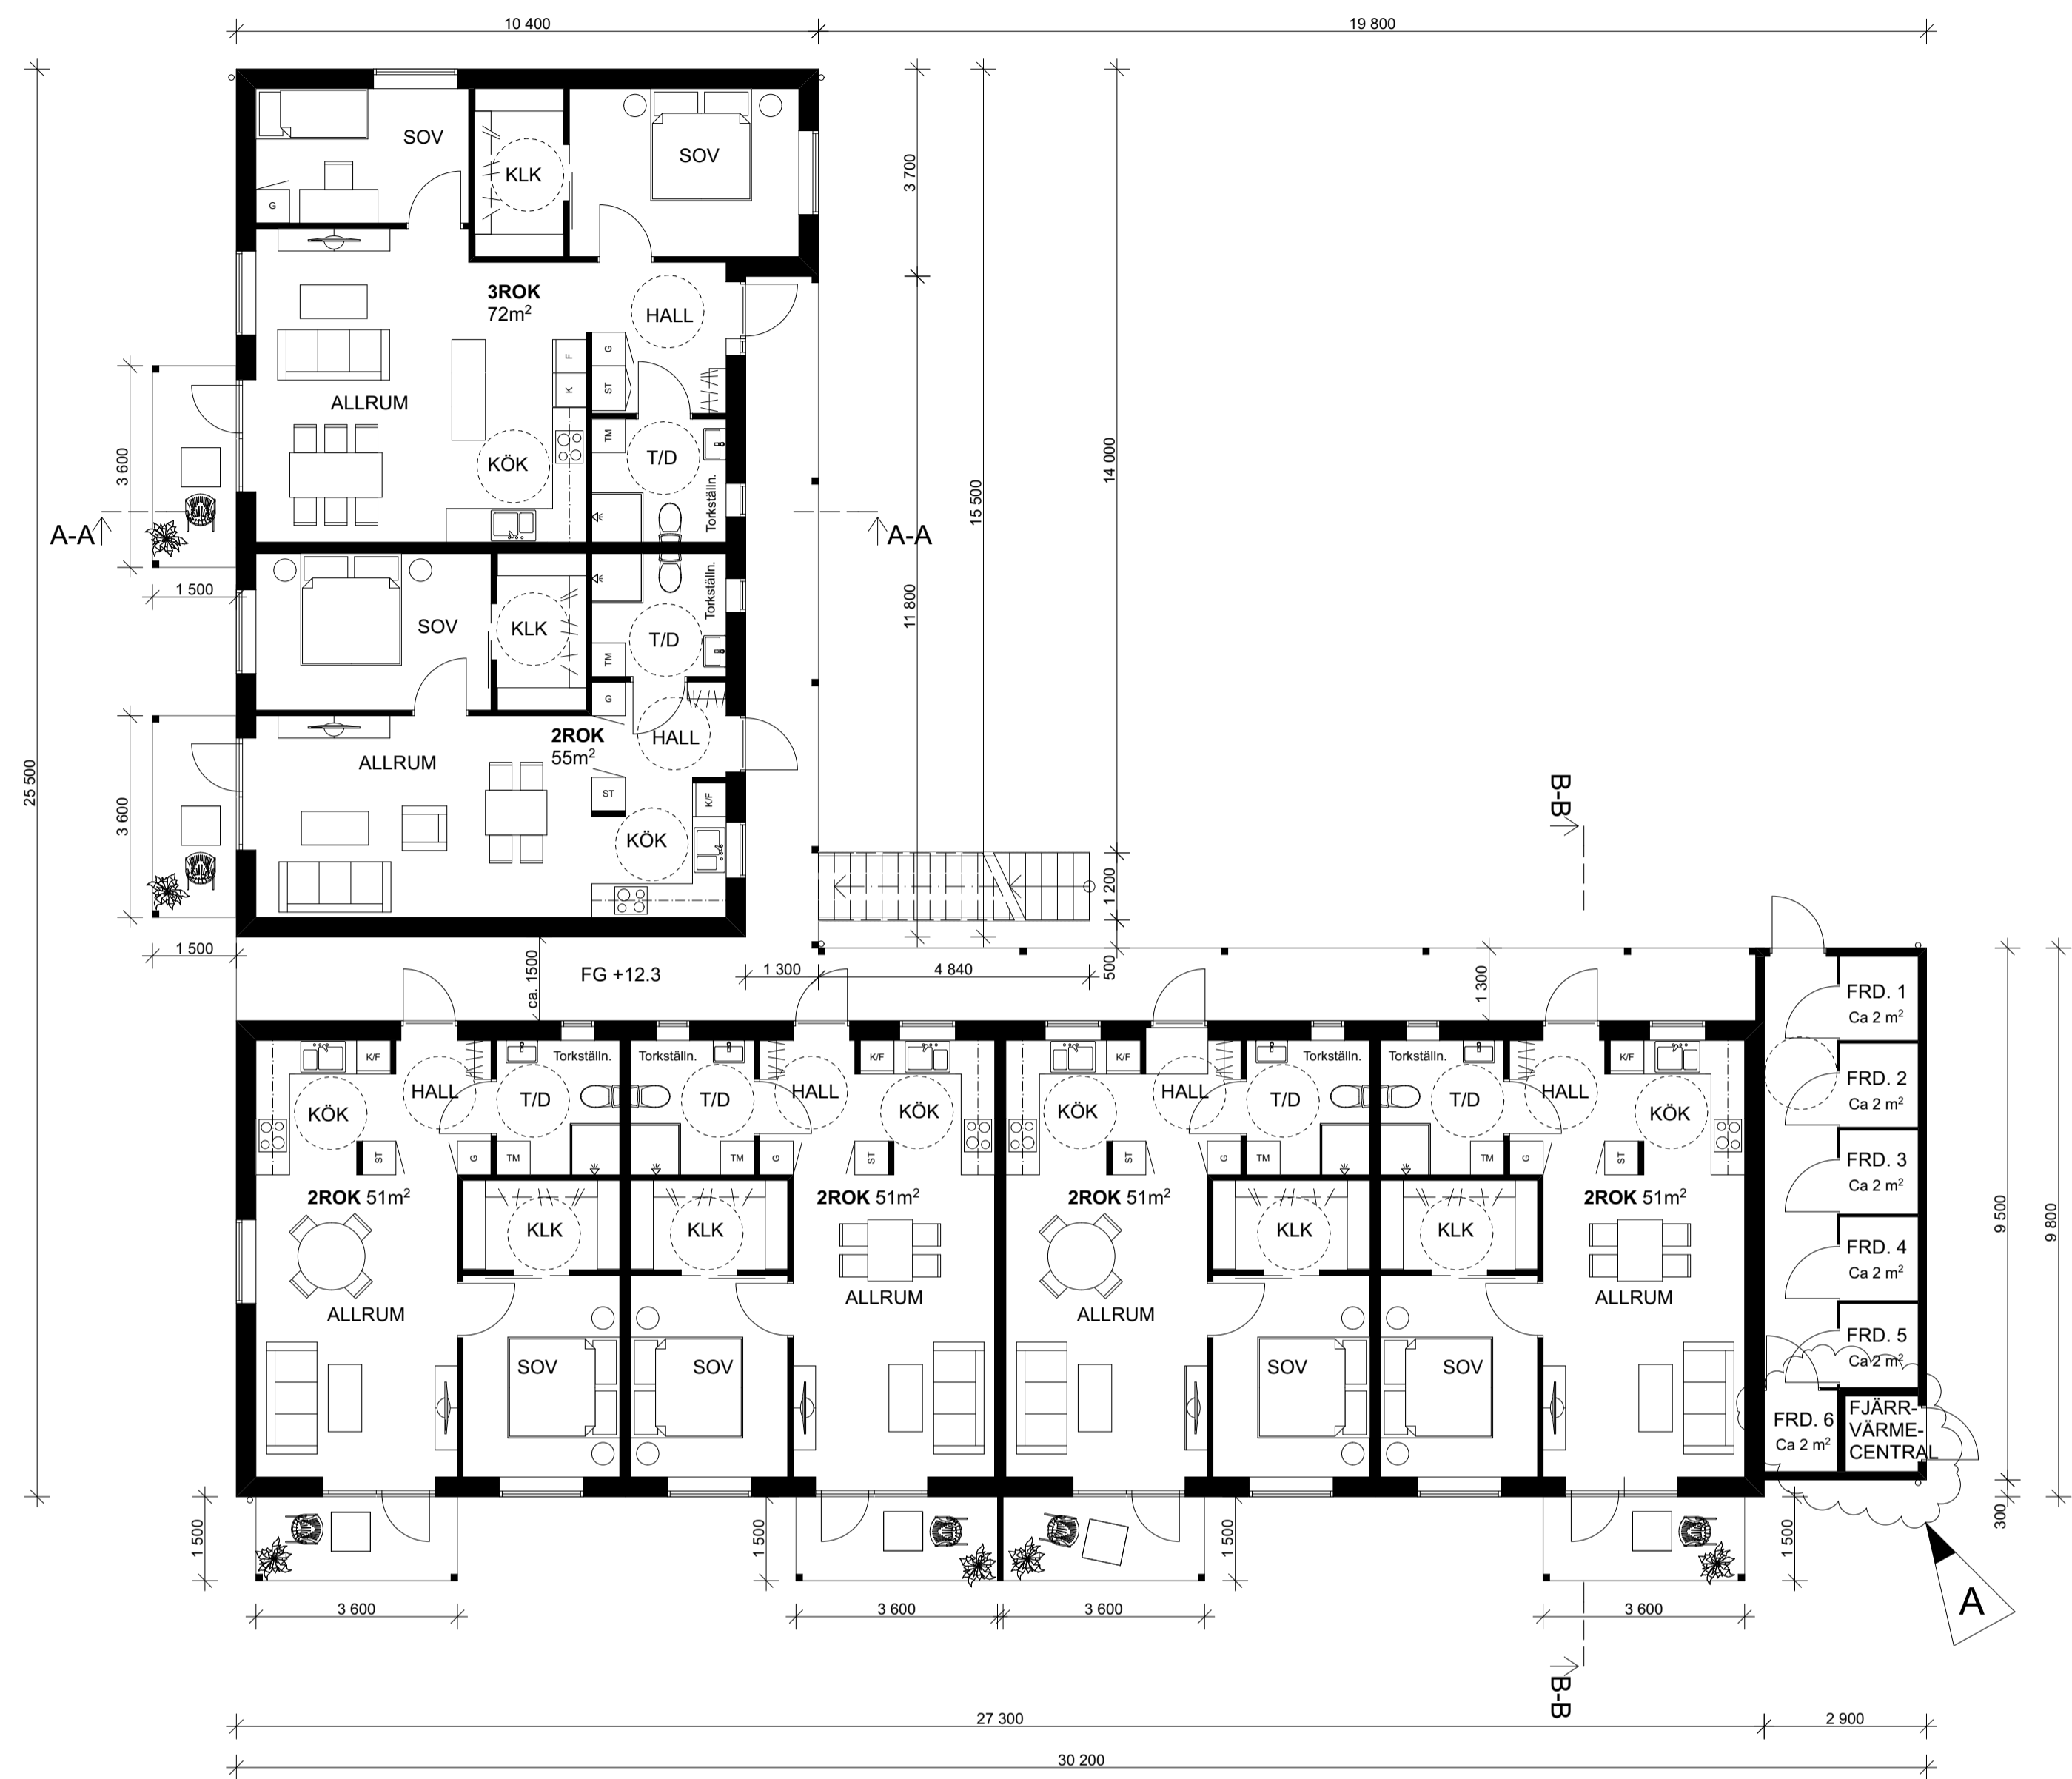 10 400
19 800
SOV
KLK
SOV
G
3 700
3ROK
72m²
HALL
F
K
G
ST
ALLRUM
KÖK
TM
T/D
Torkställn.
3 600
14 000
15 500
A-A
A-A
11 800
1 500
SOV
KLK
T/D
Torkställn.
TM
G
2ROK
55m²
HALL
ALLRUM
ST
K/F
KÖK
3 600
25 500
B-B
1 200
1 500
ca. 1500
FG +12.3
1 300
4 840
500
1 300
K/F
HALL
KÖK
ST
G
TM
T/D
Torkställn.
2ROK 51m²
KLK
ALLRUM
SOV
Torkställn.
T/D
TM
G
HALL
K/F
KÖK
ST
KLK
2ROK 51m²
ALLRUM
SOV
K/F
HALL
KÖK
ST
G
TM
T/D
Torkställn.
2ROK 51m²
KLK
ALLRUM
SOV
Torkställn.
T/D
TM
G
HALL
K/F
KÖK
ST
KLK
2ROK 51m²
ALLRUM
SOV
FRD. 1
Ca 2 m²
FRD. 2
Ca 2 m²
FRD. 3
Ca 2 m²
FRD. 4
Ca 2 m²
FRD. 5
Ca 2 m²
FRD. 6
Ca 2 m²
FJÄRR-
VÄRME-
CENTRAL
9 500
9 800
300
1 500
1 500
1 500
1 500
3 600
3 600
3 600
3 600
A
B-B
27 300
2 900
30 200